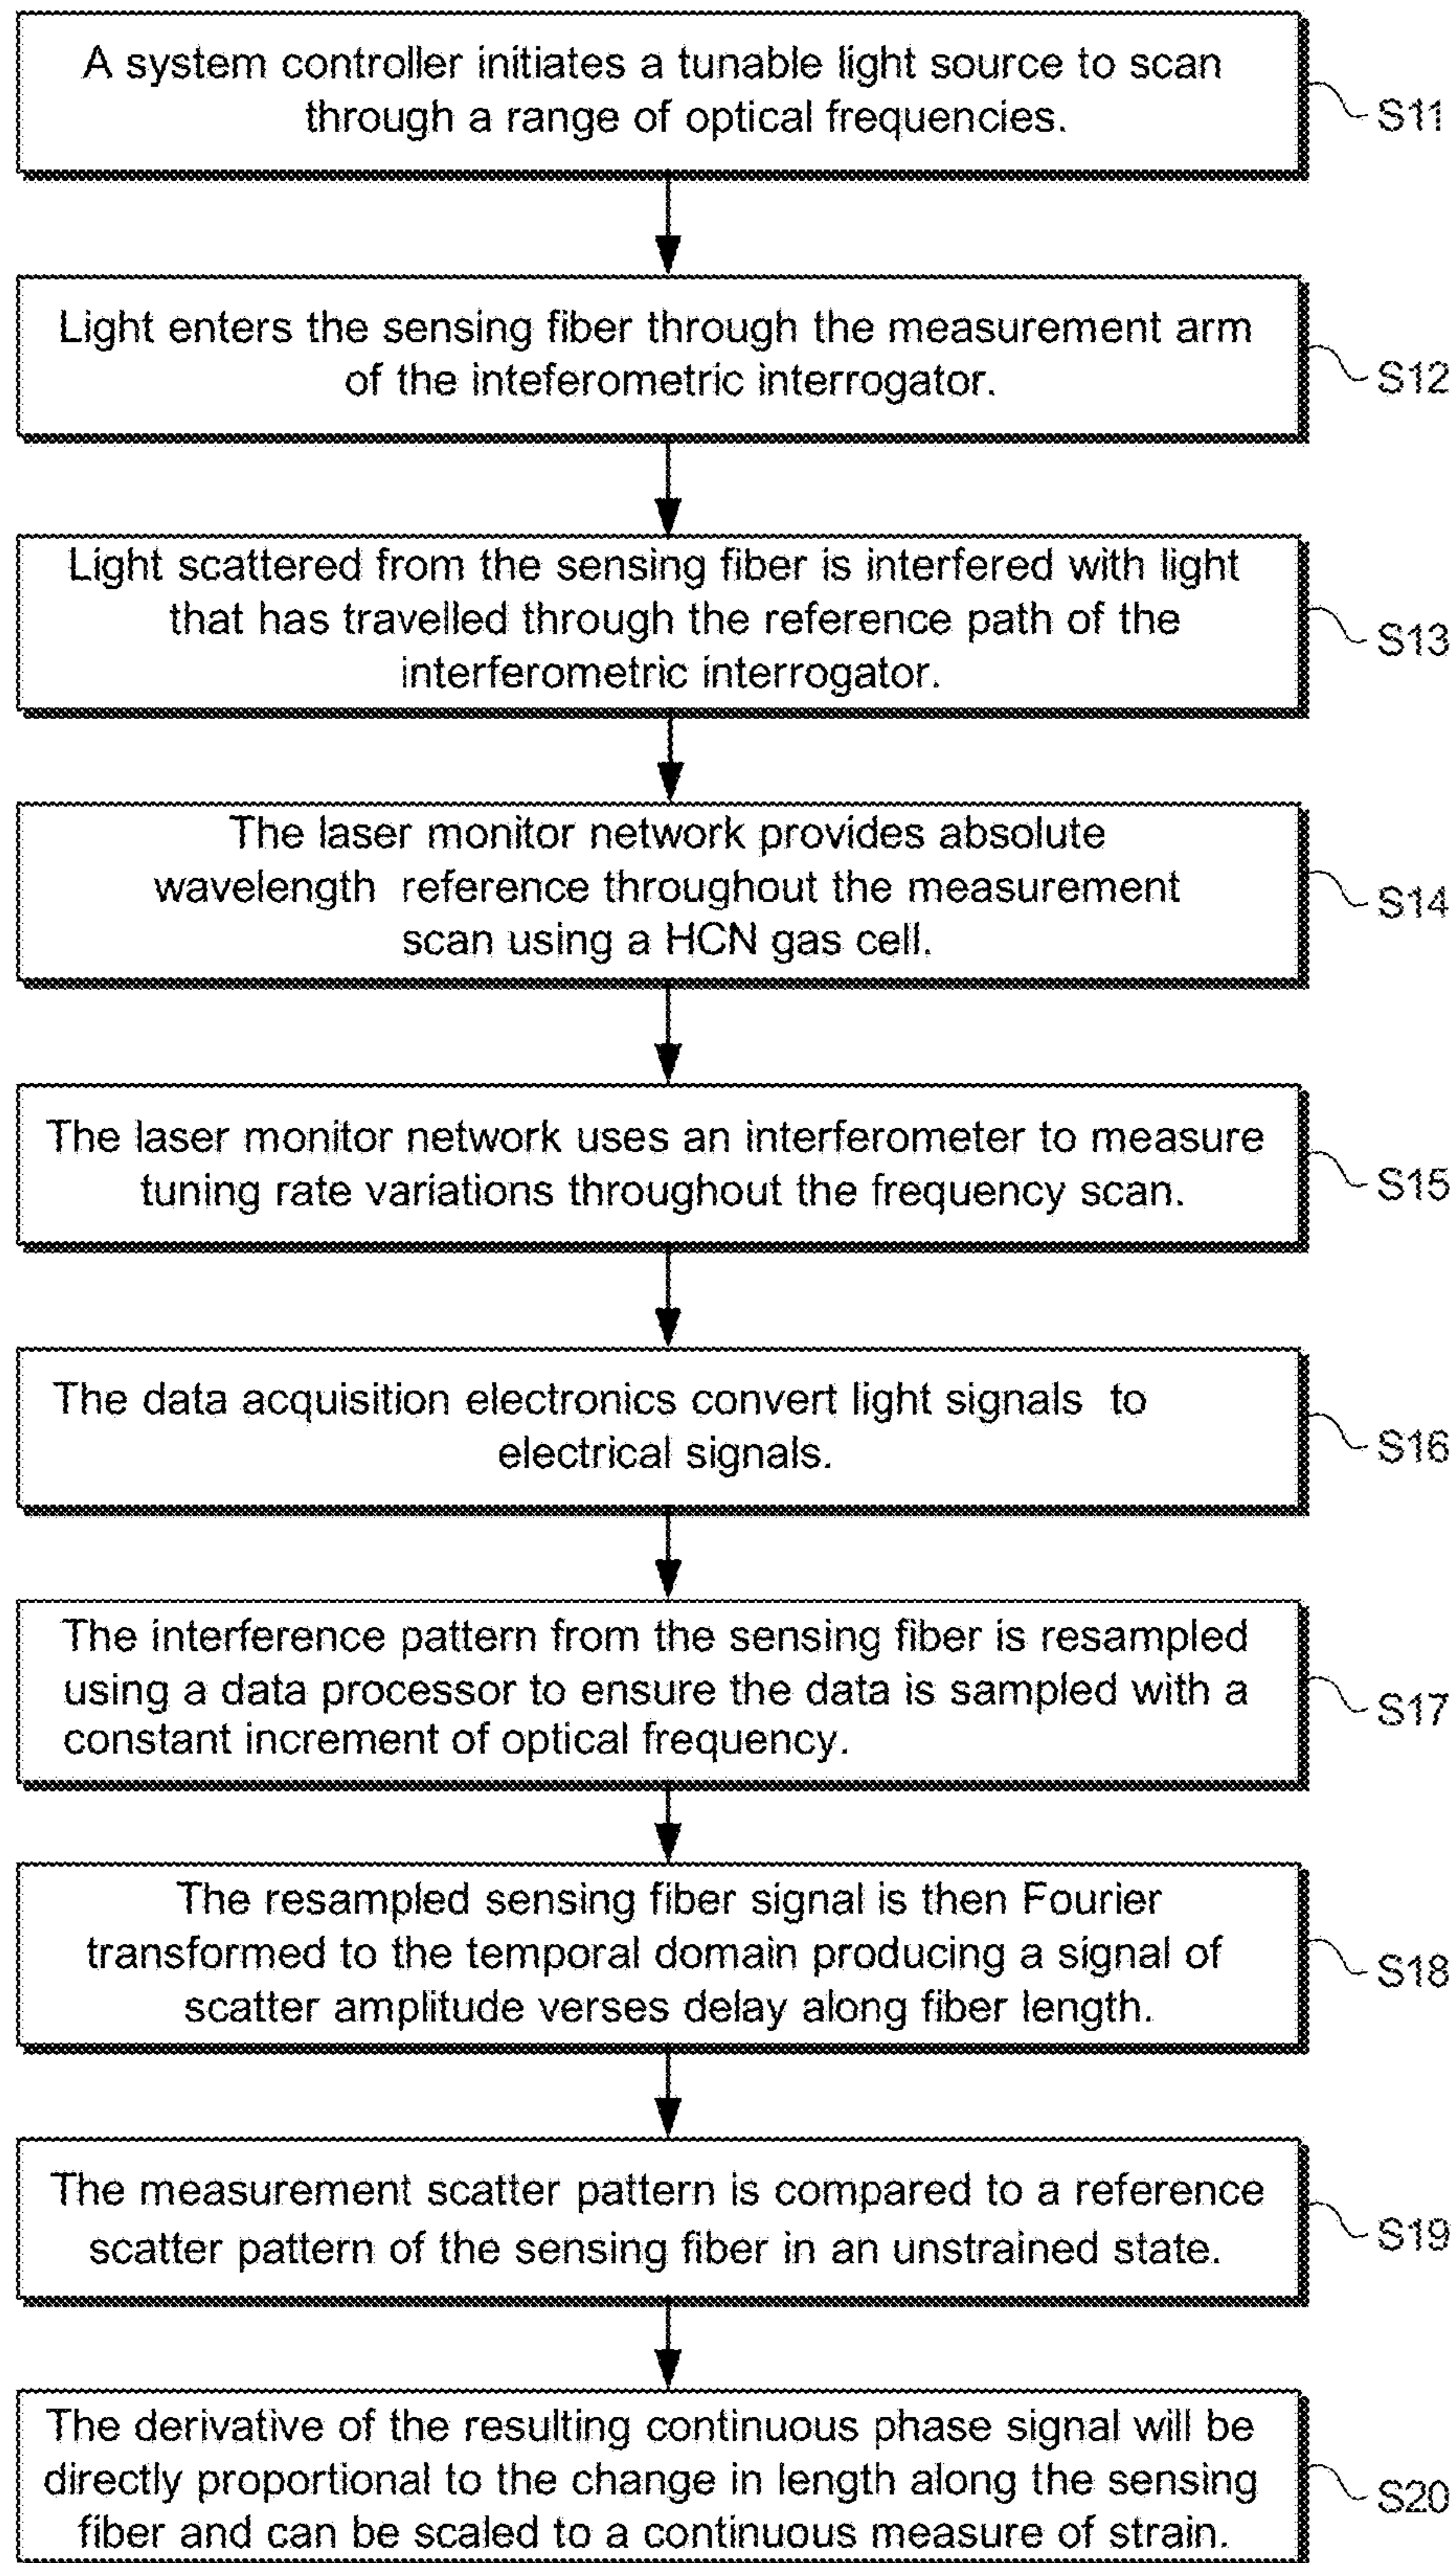 A system controller initiates a tunable light source to scan
through a range of optical frequencies.
S11
Light enters the sensing fiber through the measurement arm
of the inteferometric interrogator.
S12
Light scattered from the sensing fiber is interfered with light
that has travelled through the reference path of the
interferometric interrogator.
S13
The laser monitor network provides absolute
wavelength reference throughout the measurement
scan using a HCN gas cell.
S14
The laser monitor network uses an interferometer to measure
tuning rate variations throughout the frequency scan.
S15
The data acquisition electronics convert light signals to
electrical signals.
S16
The interference pattern from the sensing fiber is resampled
using a data processor to ensure the data is sampled with a
constant increment of optical frequency.
S17
The resampled sensing fiber signal is then Fourier
transformed to the temporal domain producing a signal of
scatter amplitude verses delay along fiber length.
S18
The measurement scatter pattern is compared to a reference
scatter pattern of the sensing fiber in an unstrained state.
S19
The derivative of the resulting continuous phase signal will be
directly proportional to the change in length along the sensing
fiber and can be scaled to a continuous measure of strain.
S20